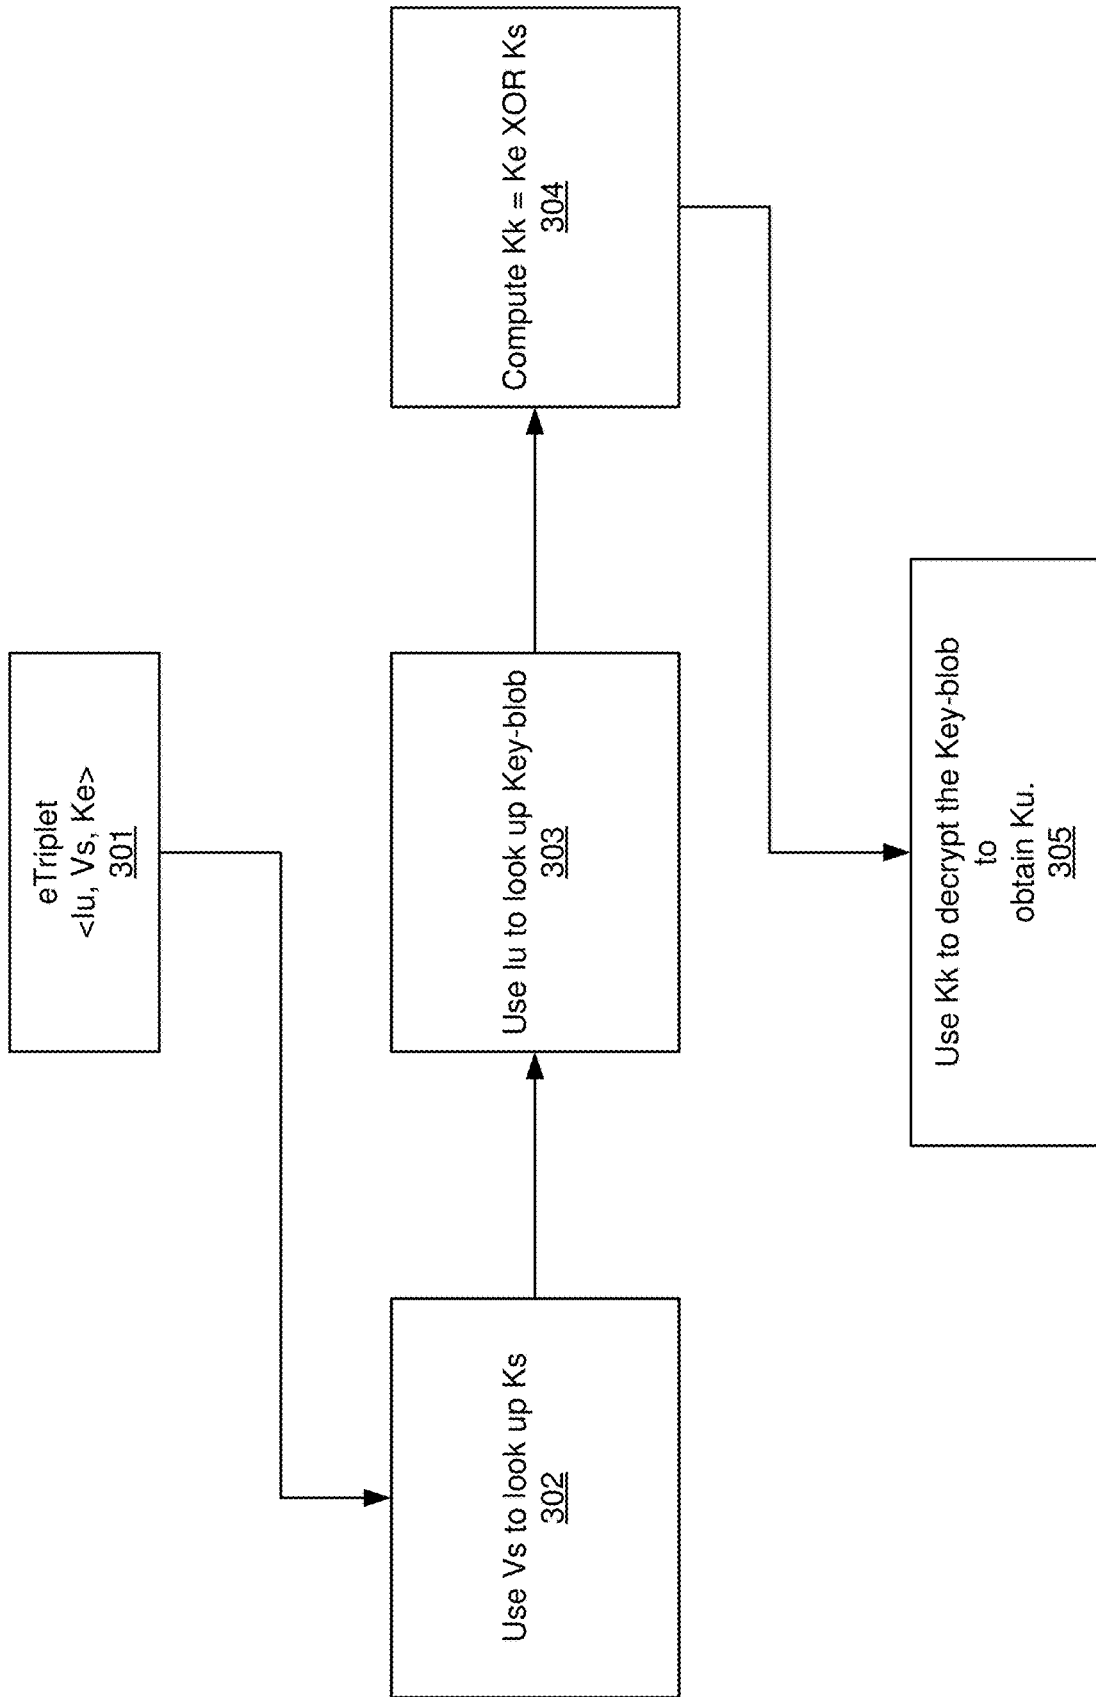 eTriplet
<Iu, Vs, Ke>
301
Use Vs to look up Ks
302
Use Iu to look up Key-blob
303
Compute Kk = Ke XOR Ks
304
Use Kk to decrypt the Key-blob
to
obtain Ku.
305